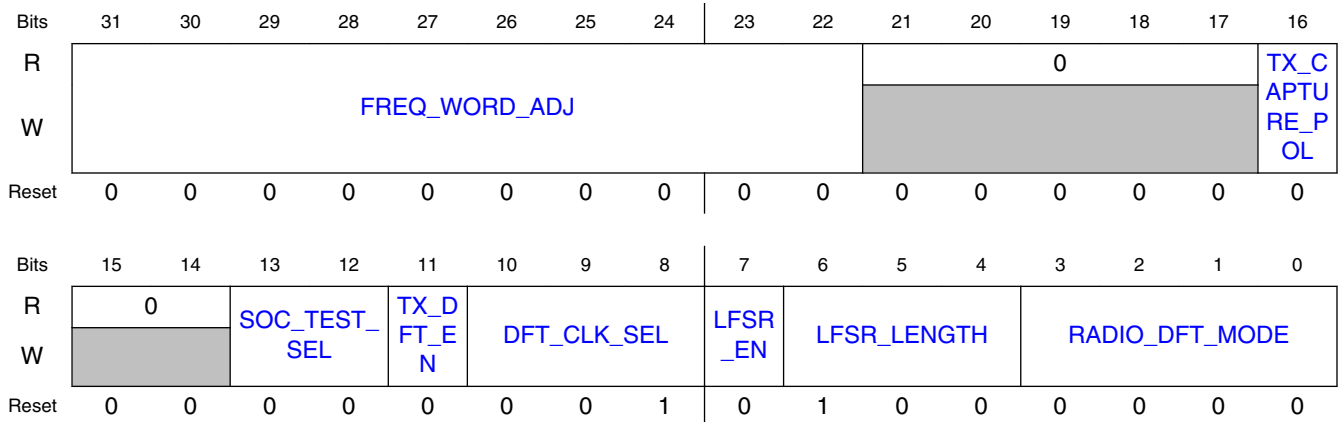 Bits 31 30 29 28 27 26 25 24 23 22 21 20 19 18 17 16
R 0 TX_C
APTU
FREQ_WORD_ADJ
W RE_P
OL
Reset 0 0 0 0 0 0 0 0 0 0 0 0 0 0 0 0
Bits 15 14 13 12 11 10 9 8 7 6 5 4 3 2 1 0
R 0 SOC_TEST_ TX_D LFSR
FT_E DFT_CLK_SEL LFSR_LENGTH RADIO_DFT_MODE
W SEL N _EN
Reset 0 0 0 0 0 0 0 1 0 1 0 0 0 0 0 0